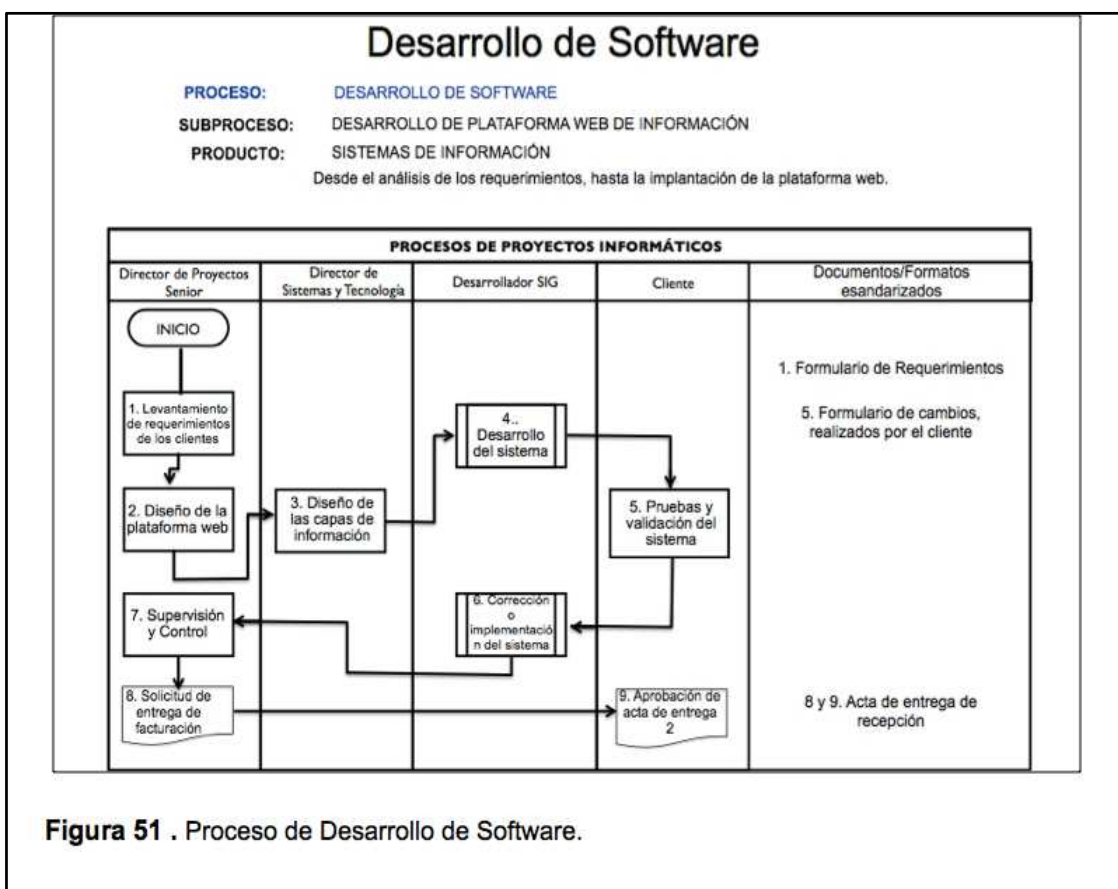 Desarrollo de Software
PROCESO: DESARROLLO DE SOFTWARE
SUBPROCESO: DESARROLLO DE PLATAFORMA WEB DE INFORMACIÓN
PRODUCTO: SISTEMAS DE INFORMACIÓN
Desde el análisis de los requerimientos, hasta la implantación de la plataforma web.
PROCESOS DE PROYECTOS INFORMÁTICOS
Director de Proyectos
Senior
Director de
Sistemas y Tecnología
Desarrollador SIG
Cliente
Documentos/Formatos
esandarizados
INICIO
1. Levantamiento
de requerimientos
de los clientes
2. Diseño de la
plataforma web
3. Diseño de
las capas de
información
4..
Desarrollo
del sistema
5. Pruebas y
validación del
sistema
6. Corrección
o
implementació
n del sistema
7. Supervisión
y Control
8. Solicitud de
entrega de
facturación
9. Aprobación de
acta de entrega
2
1. Formulario de Requerimientos
5. Formulario de cambios,
realizados por el cliente
8 y 9. Acta de entrega de
recepción
Figura 51 . Proceso de Desarrollo de Software.